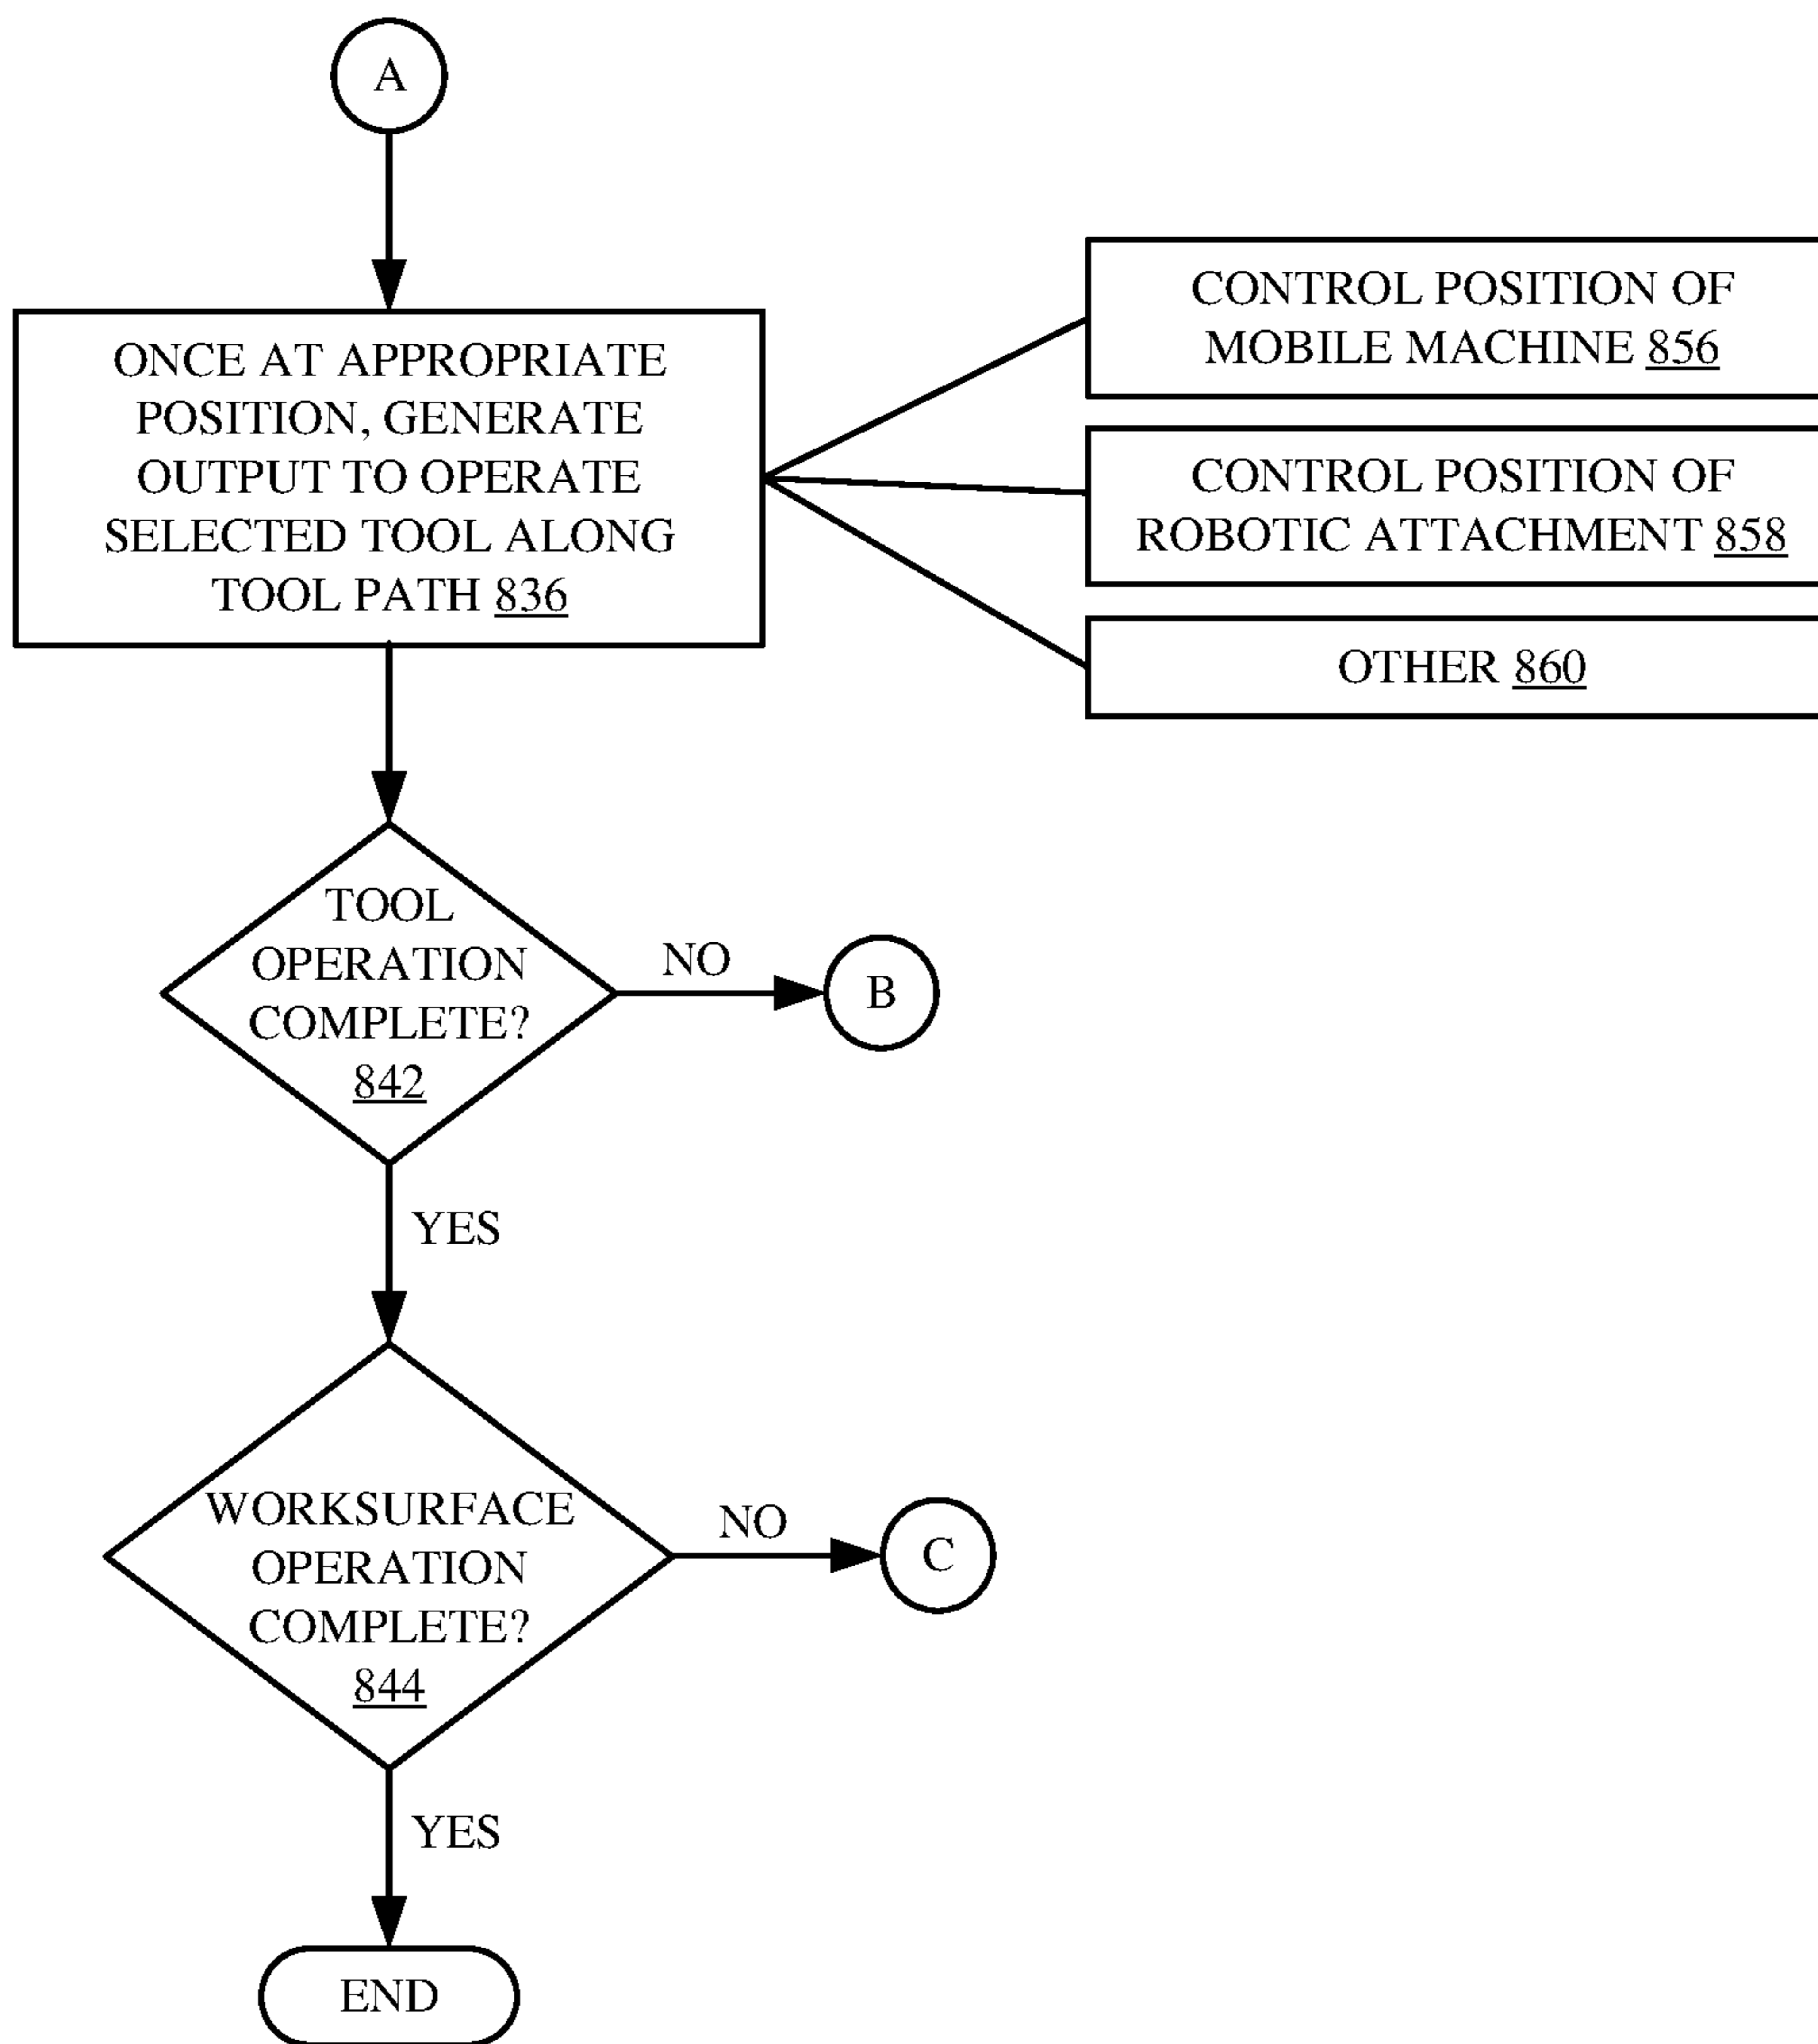 A
ONCE AT APPROPRIATE
POSITION, GENERATE
OUTPUT TO OPERATE
SELECTED TOOL ALONG
TOOL PATH 836
CONTROL POSITION OF
MOBILE MACHINE 856
CONTROL POSITION OF
ROBOTIC ATTACHMENT 858
OTHER 860
TOOL
OPERATION
COMPLETE?
842
NO
B
YES
WORKSURFACE
OPERATION
COMPLETE?
844
NO
C
YES
END